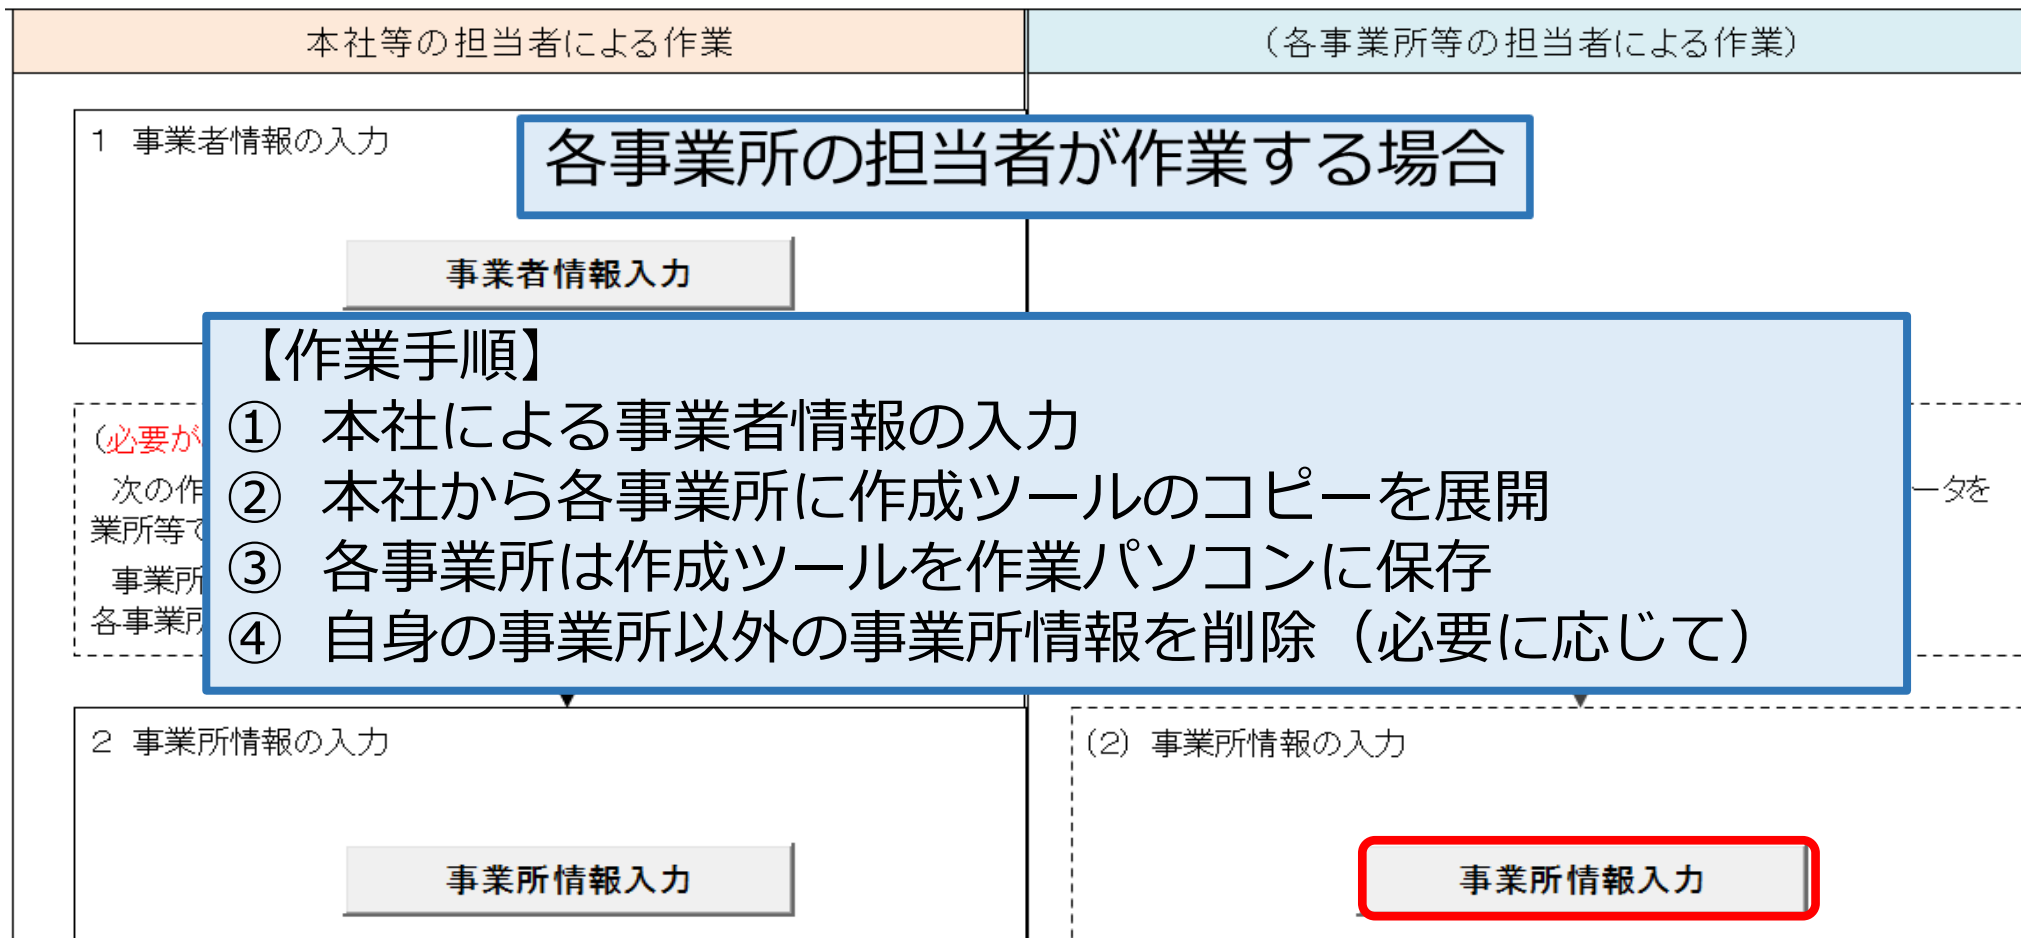 本社等の担当者による作業
（各事業所等の担当者による作業）
1 事業者情報の入力
各事業所の担当者が作業する場合
事業者情報入力
【作業手順】
① 本社による事業者情報の入力
② 本社から各事業所に作成ツールのコピーを展開
③ 各事業所は作成ツールを作業パソコンに保存
④ 自身の事業所以外の事業所情報を削除（必要に応じて）
（必要が
次の作
業所等で
事業所
各事業所
ータを
2 事業所情報の入力
(2) 事業所情報の入力
事業所情報入力
事業所情報入力